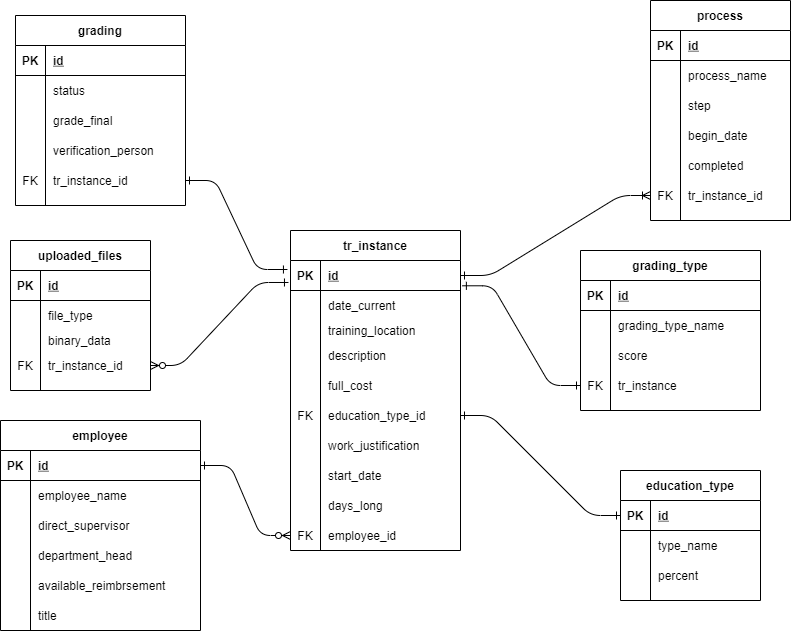 grading
PK id
status
grade_final
verification_person
FK tr_instance_id
uploaded_files
PK id
file_type
binary_data
FK tr_instance_id
employee
PK id
employee_name
direct_supervisor
department_head
available_reimbrsement
title
tr_instance
PK id
date_current
training_location
description
full_cost
FK education_type_id
work_justification
start_date
days_long
FK employee_id
process
PK id
process_name
step
begin_date
completed
FK tr_instance_id
grading_type
PK id
grading_type_name
score
FK tr_instance
education_type
PK id
type_name
percent